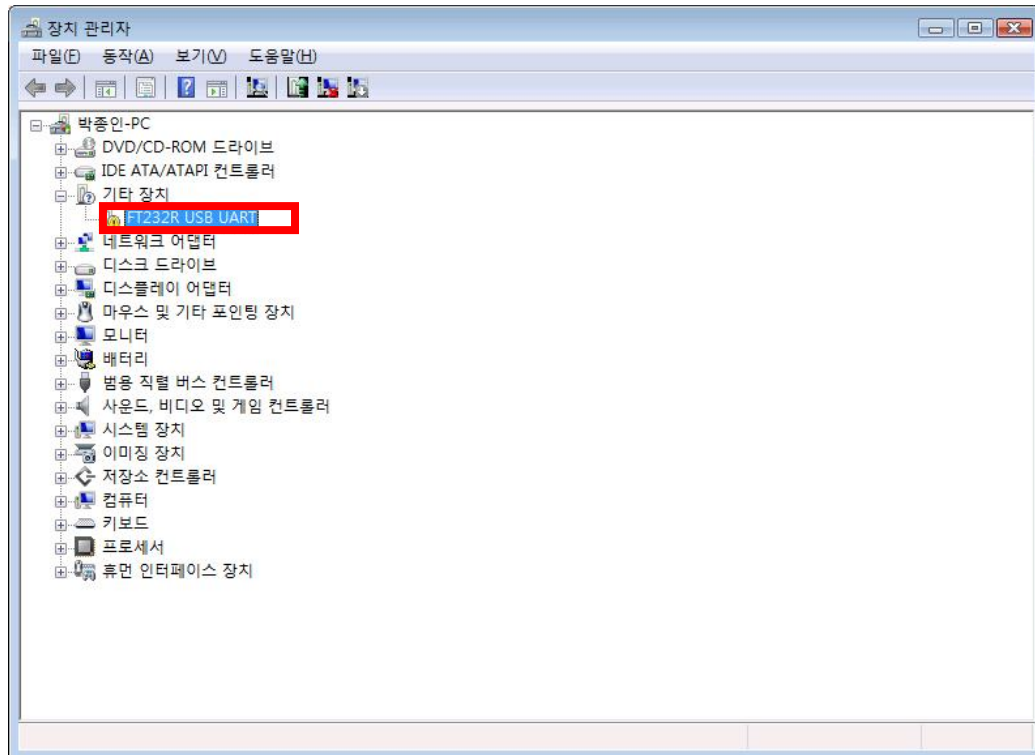 장치 관리자
파일(F) 동작(A) 보기(V) 도움말(H)
박종인-PC
DVD/CD-ROM 드라이브
IDE ATA/ATAPI 컨트롤러
기타 장치
FT232R USB UART
네트워크 어댑터
디스크 드라이브
디스플레이 어댑터
마우스 및 기타 포인팅 장치
모니터
배터리
범용 직렬 버스 컨트롤러
사운드, 비디오 및 게임 컨트롤러
시스템 장치
이미징 장치
저장소 컨트롤러
컴퓨터
키보드
프로세서
휴먼 인터페이스 장치